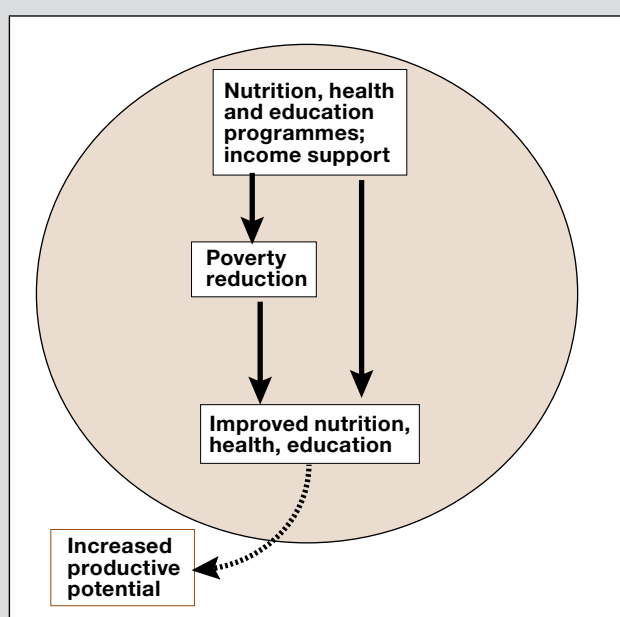 Nutrition, health
and education
programmes;
income support
Poverty
reduction
Improved nutrition,
health, education
Increased
productive
potential